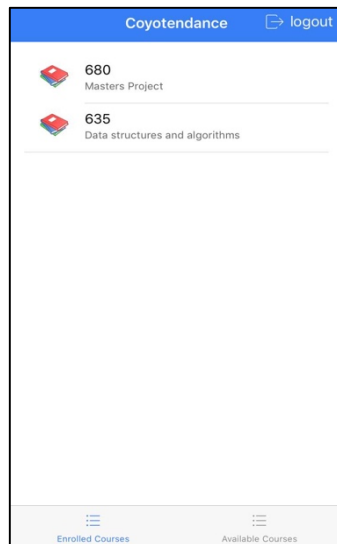 Coyotendance logout
680
Masters Project
635
Data structures and algorithms
Enrolled Courses Available Courses